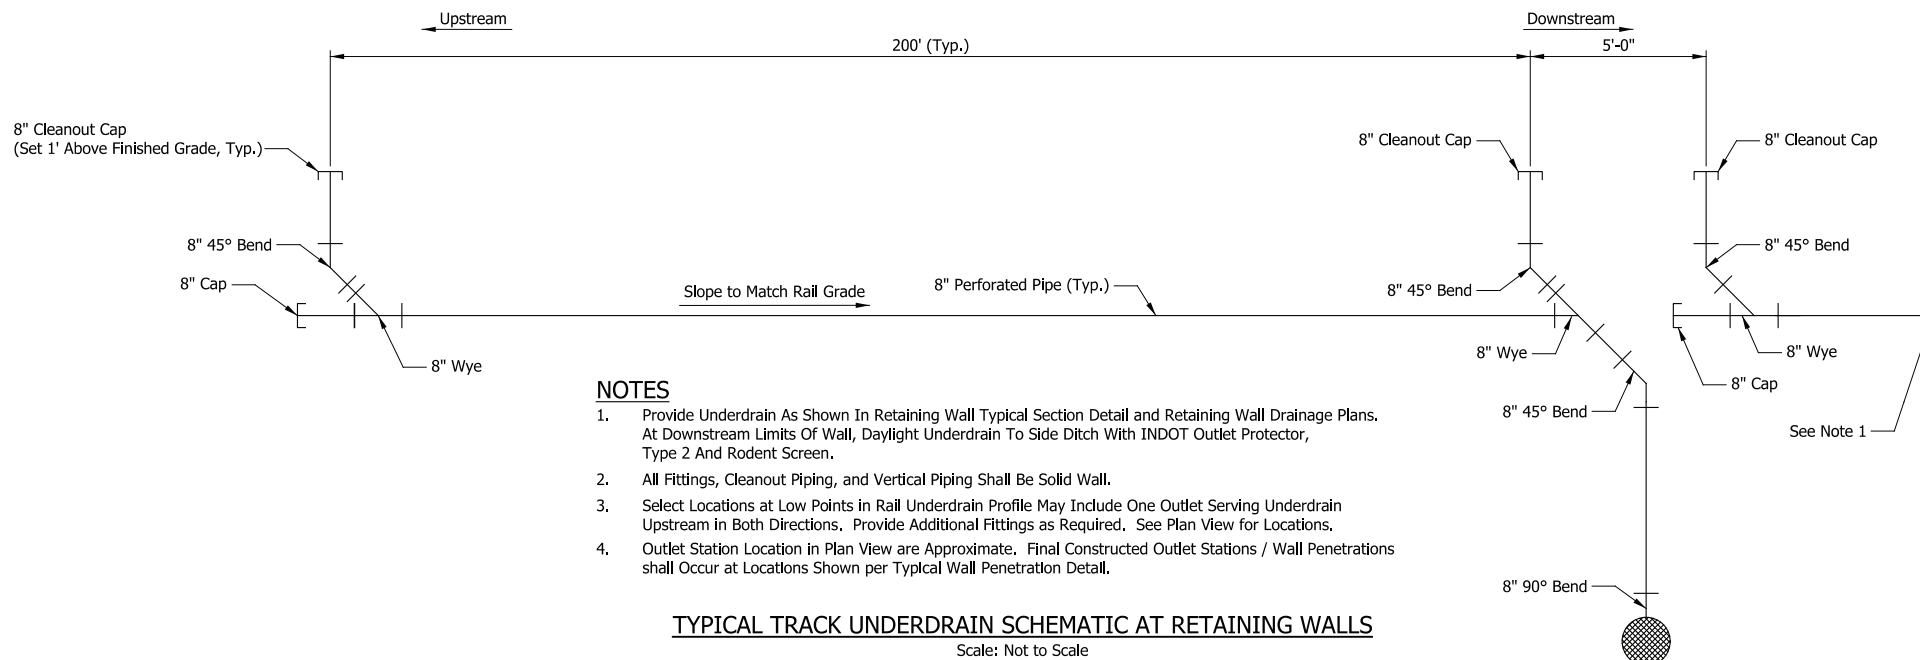 Upstream
Downstream
200' (Typ.)
5'-0"
8" Cleanout Cap
(Set 1' Above Finished Grade, Typ.)
8" Cleanout Cap
8" Cleanout Cap
8" 45° Bend
8" 45° Bend
8" Cap
Slope to Match Rail Grade
8" Perforated Pipe (Typ.)
8" 45° Bend
8" Wye
8" Wye
8" Wye
8" Cap
8" 45° Bend
See Note 1
NOTES
1. Provide Underdrain As Shown In Retaining Wall Typical Section Detail and Retaining Wall Drainage Plans.
At Downstream Limits Of Wall, Daylight Underdrain To Side Ditch With INDOT Outlet Protector,
Type 2 And Rodent Screen.
2. All Fittings, Cleanout Piping, and Vertical Piping Shall Be Solid Wall.
3. Select Locations at Low Points in Rail Underdrain Profile May Include One Outlet Serving Underdrain
Upstream in Both Directions. Provide Additional Fittings as Required. See Plan View for Locations.
4. Outlet Station Location in Plan View are Approximate. Final Constructed Outlet Stations / Wall Penetrations
shall Occur at Locations Shown per Typical Wall Penetration Detail.
8" 90° Bend
TYPICAL TRACK UNDERDRAIN SCHEMATIC AT RETAINING WALLS
Scale: Not to Scale